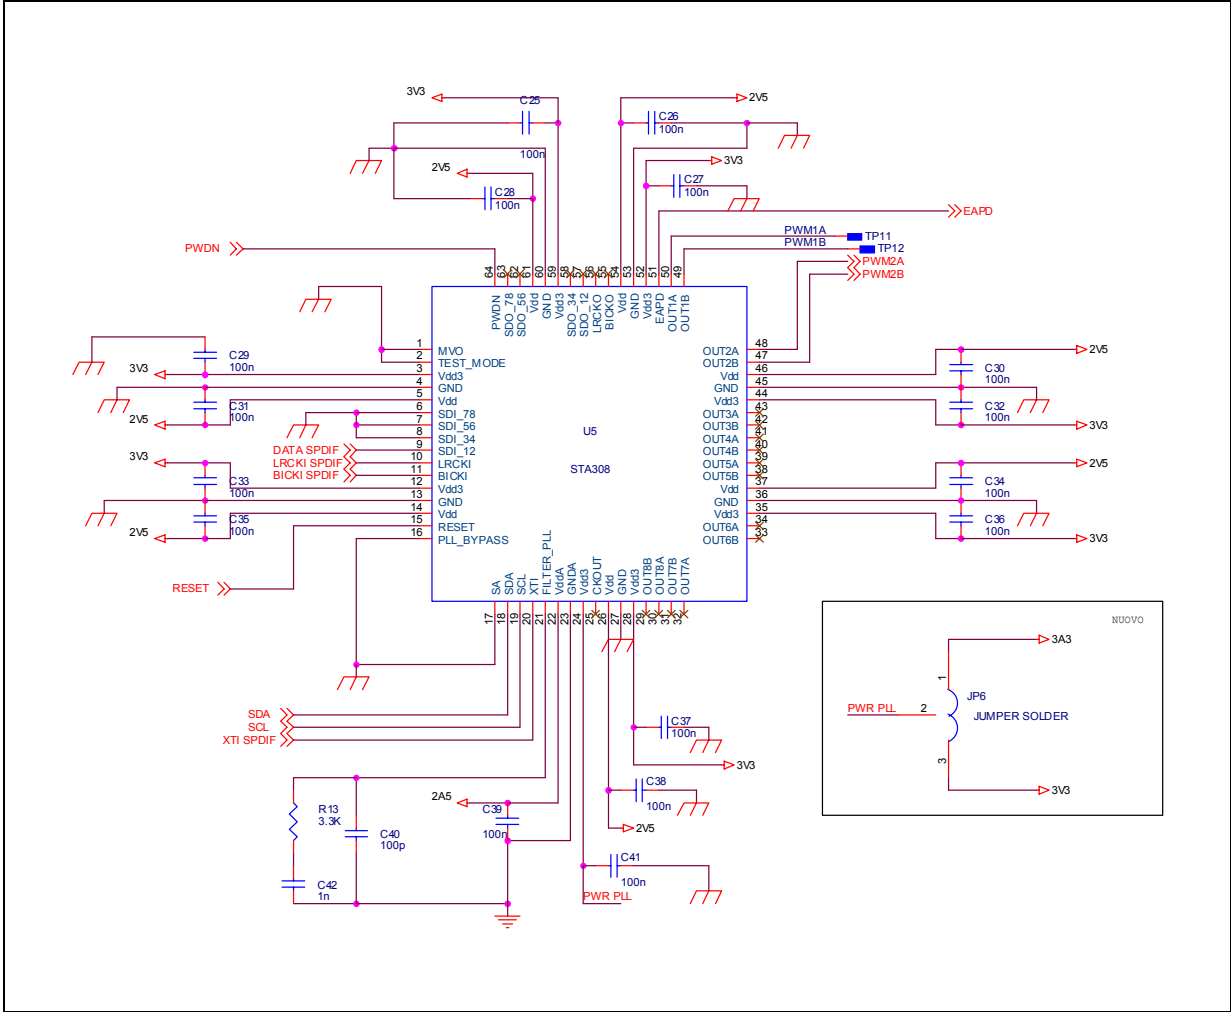 3V3
C25
100n
2V5
C26
100n
2V5
C28
100n
3V3
C27
100n
EAPD
PWM1A
TP11
PWM1B
TP12
PWM2A
PWM2B
PWDN
64 63 62 61 60 59 58 57 56 55 54 53 52 51 50 49
PWDN SDO_78 SDO_56 Vdd GND Vdd3 SDO_34 SDO_12 LRCKO BICKO Vdd GND Vdd3 EAPD OUT1A OUT1B
1 MVO
2 TEST_MODE
3 Vdd3
4 GND
5 Vdd
6 SDI_78
7 SDI_56
8 SDI_34
9 SDI_12
10 LRCKI
11 BICKI
12 Vdd3
13 GND
14 Vdd
15 RESET
16 PLL_BYPASS
C29
100n
3V3
C31
100n
2V5
DATA SPDIF
LRCKI SPDIF
BICKI SPDIF
3V3
C33
100n
C35
100n
2V5
RESET
U5
STA308
OUT2A 48
OUT2B 47
Vdd 46
GND 45
Vdd3 44
OUT3A 43
OUT3B 42
OUT4A 41
OUT4B 40
OUT5A 39
OUT5B 38
Vdd 37
GND 36
Vdd3 35
OUT6A 34
OUT6B 33
2V5
C30
100n
C32
100n
3V3
2V5
C34
100n
C36
100n
3V3
SA SDA SCL XTI FILTER_PLL VddA GNDA Vdd3 CKOUT Vdd GND Vdd3 OUT8B OUT8A OUT7B OUT7A
17 18 19 20 21 22 23 24 25 26 27 28 29 30 31 32
SDA
SCL
XTI SPDIF
C37
100n
3V3
C38
100n
2V5
C41
100n
PWR PLL
2A5
C39
100n
R13
3.3K
C40
100p
C42
1n
NUOVO
3A3
1
JP6
PWR PLL
2
JUMPER SOLDER
3
3V3